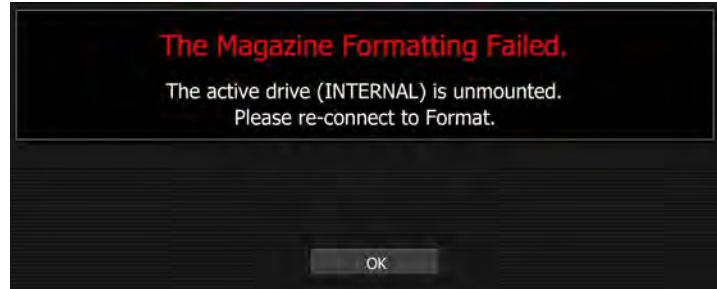 The Magazine Formatting Failed.
The active drive (INTERNAL) is unmounted.
Please re-connect to Format.
OK